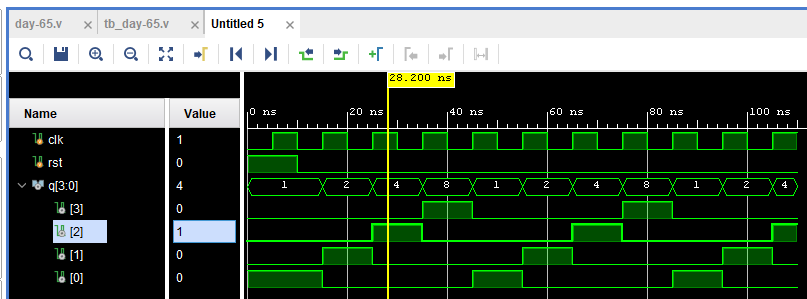 day-65.v × tb_day-65.v × Untitled 5 ×
28.200 ns
Name Value
0 ns 20 ns 40 ns 60 ns 80 ns 100 ns
clk 1
rst 0
q[3:0] 4 1 2 4 8 1 2 4 8 1 2 4
[3] 0
[2] 1
[1] 0
[0] 0